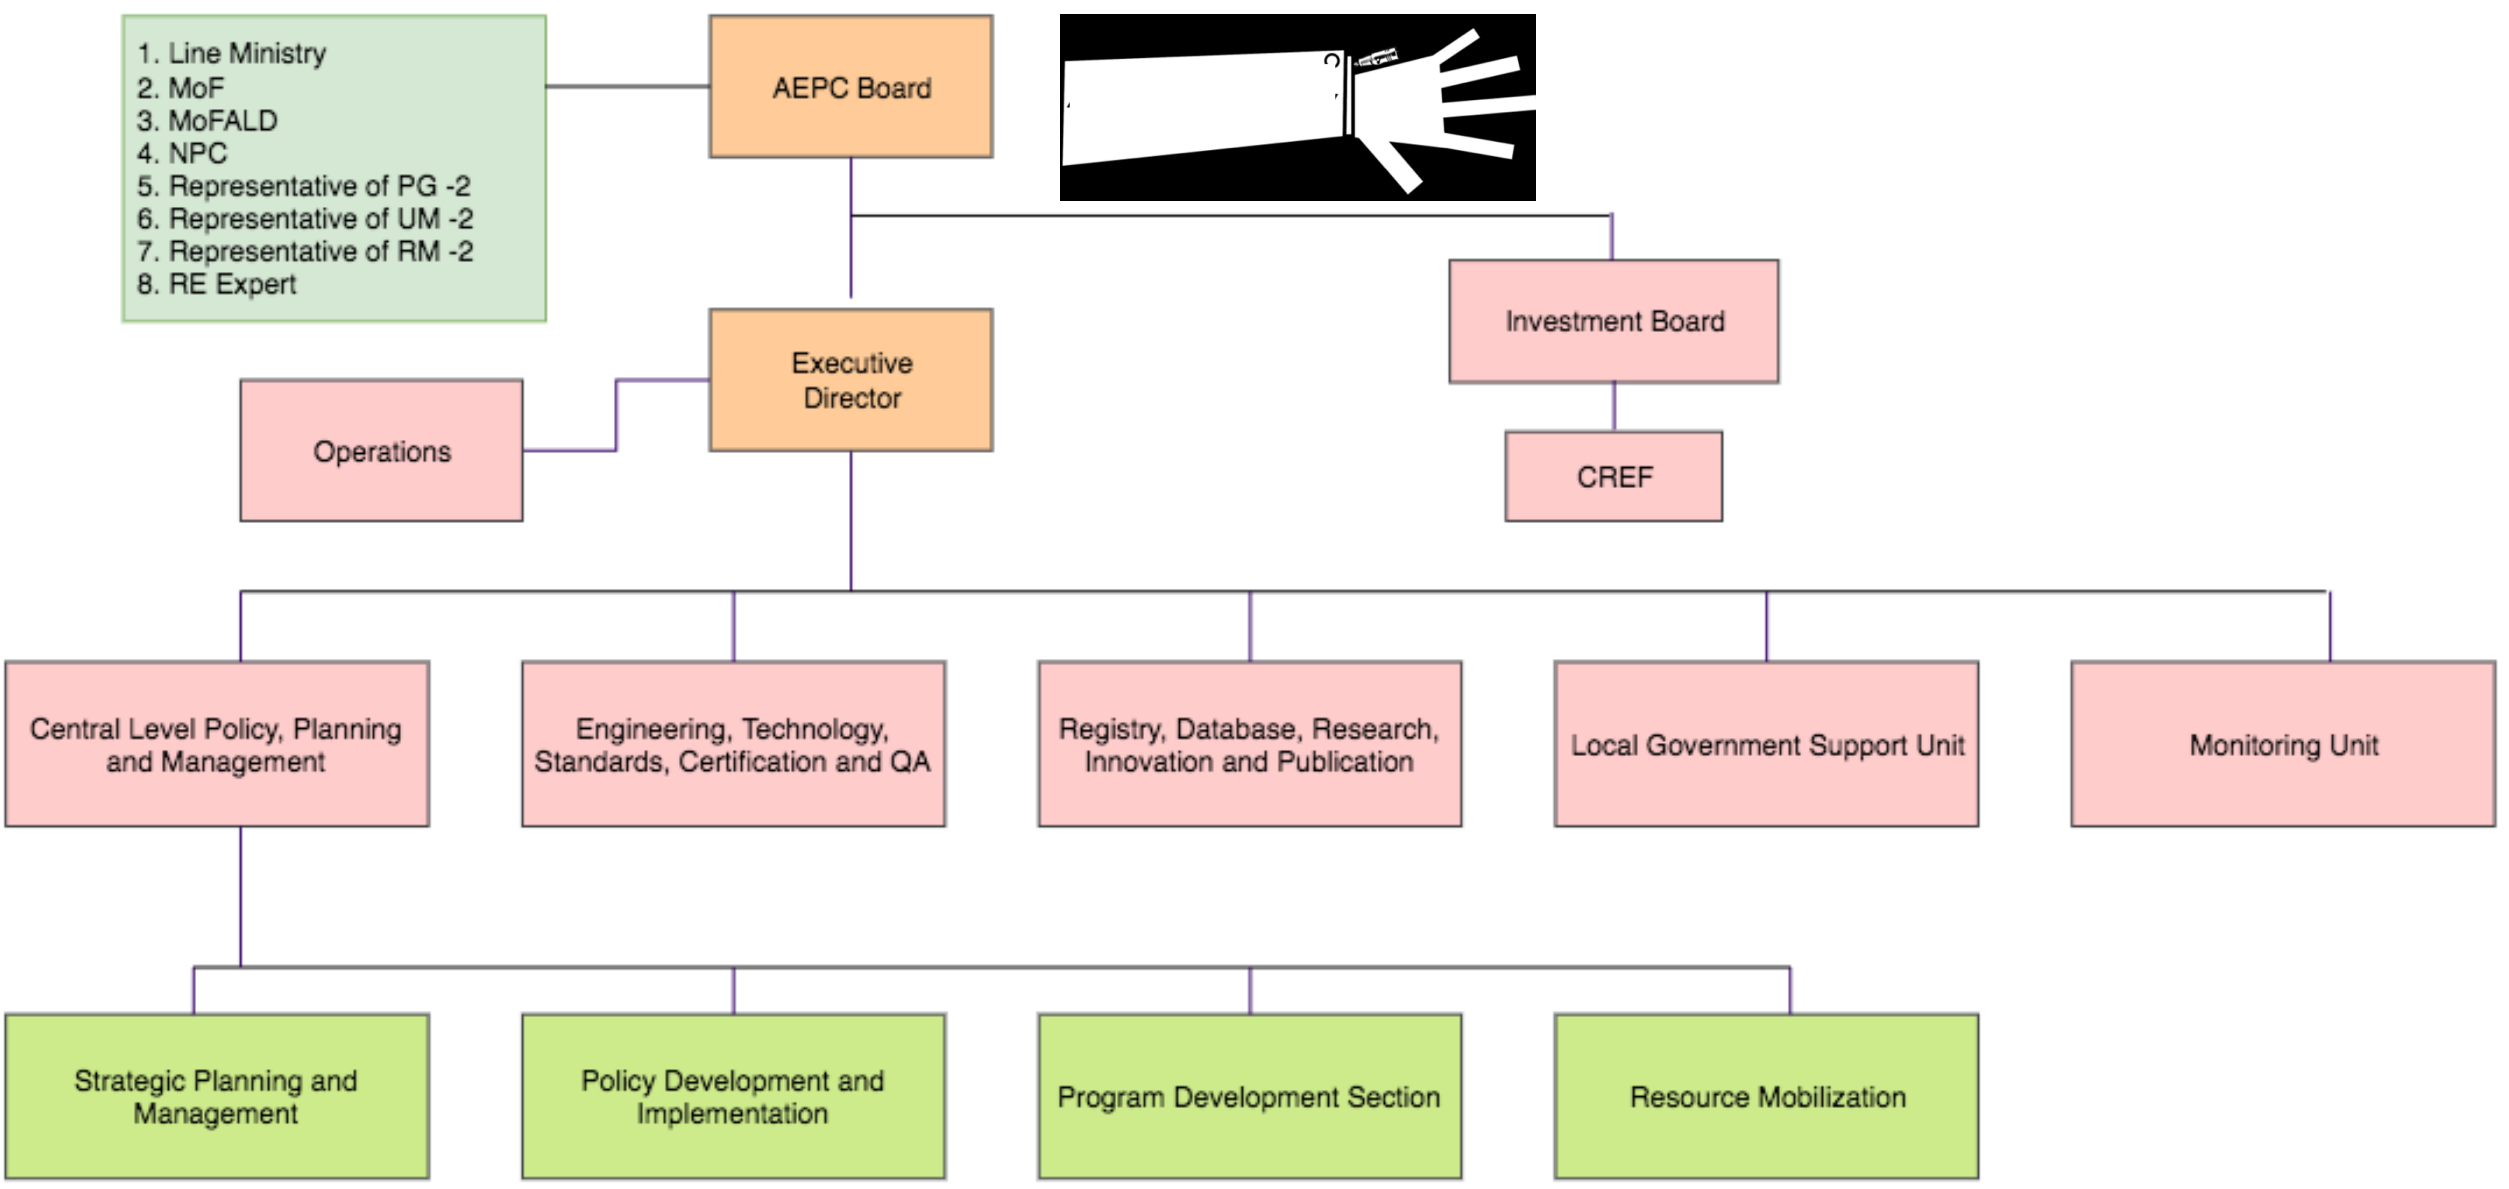 1. Line Ministry
2. MoF
3. MoFALD
4. NPC
5. Representative of PG -2
6. Representative of UM -2
7. Representative of RM -2
8. RE Expert
AEPC Board
Investment Board
Executive
Director
Operations
CREF
Central Level Policy, Planning
and Management
Engineering, Technology,
Standards, Certification and QA
Registry, Database, Research,
Innovation and Publication
Local Government Support Unit
Monitoring Unit
Strategic Planning and
Management
Policy Development and
Implementation
Program Development Section
Resource Mobilization